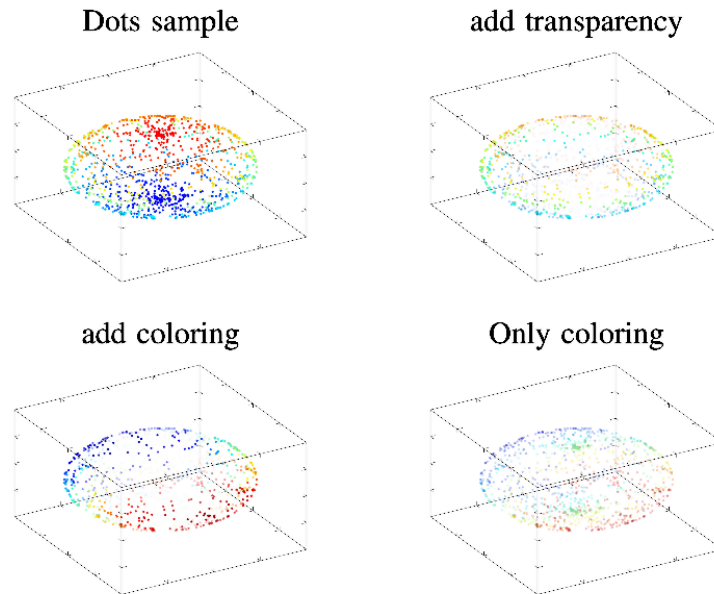 Dots sample
add transparency
add coloring
Only coloring